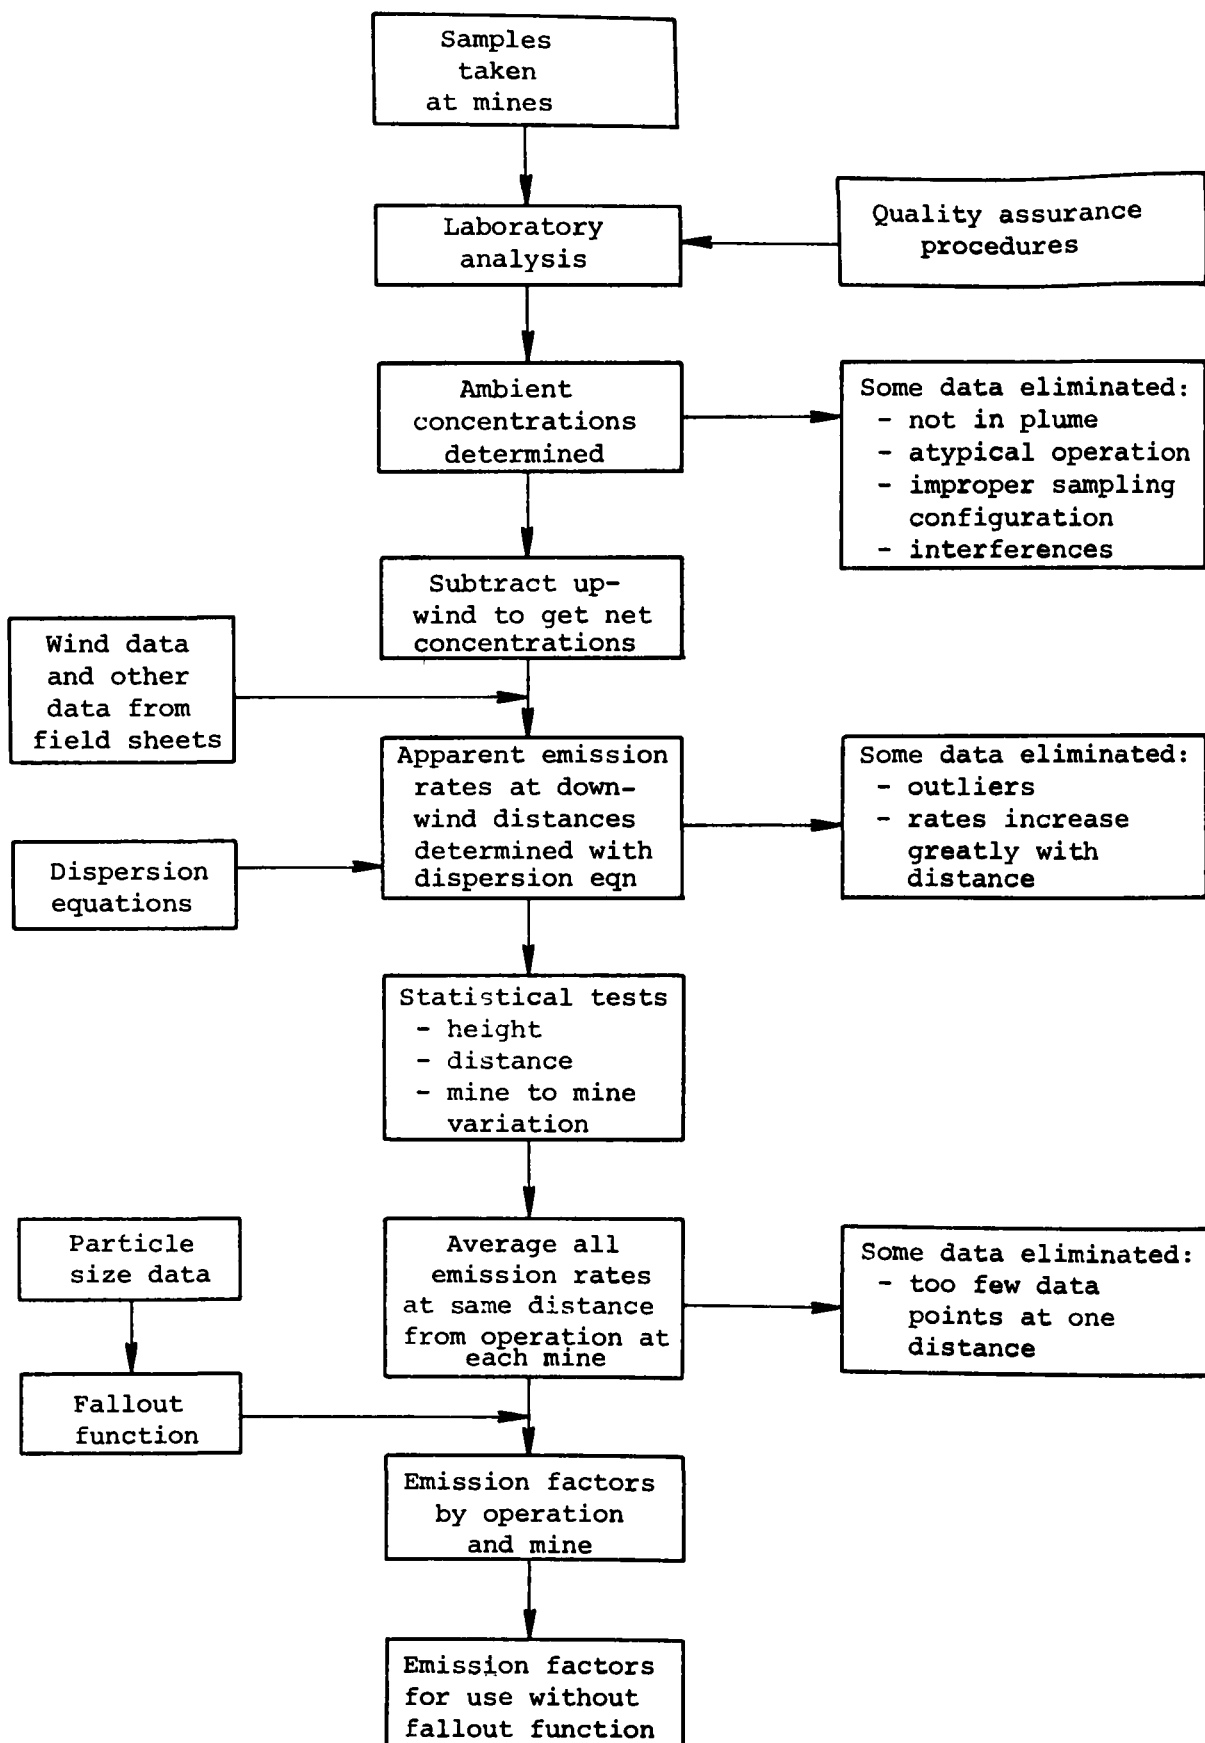 Samples
taken
at mines
Laboratory
analysis
Quality assurance
procedures
Ambient
concentrations
determined
Some data eliminated:
- not in plume
- atypical operation
- improper sampling
configuration
- interferences
Subtract up-
wind to get net
concentrations
Wind data
and other
data from
field sheets
Apparent emission
rates at down-
wind distances
determined with
dispersion eqn
Some data eliminated:
- outliers
- rates increase
greatly with
distance
Dispersion
equations
Statistical tests
- height
- distance
- mine to mine
variation
Particle
size data
Average all
emission rates
at same distance
from operation at
each mine
Some data eliminated:
- too few data
points at one
distance
Fallout
function
Emission factors
by operation
and mine
Emission factors
for use without
fallout function